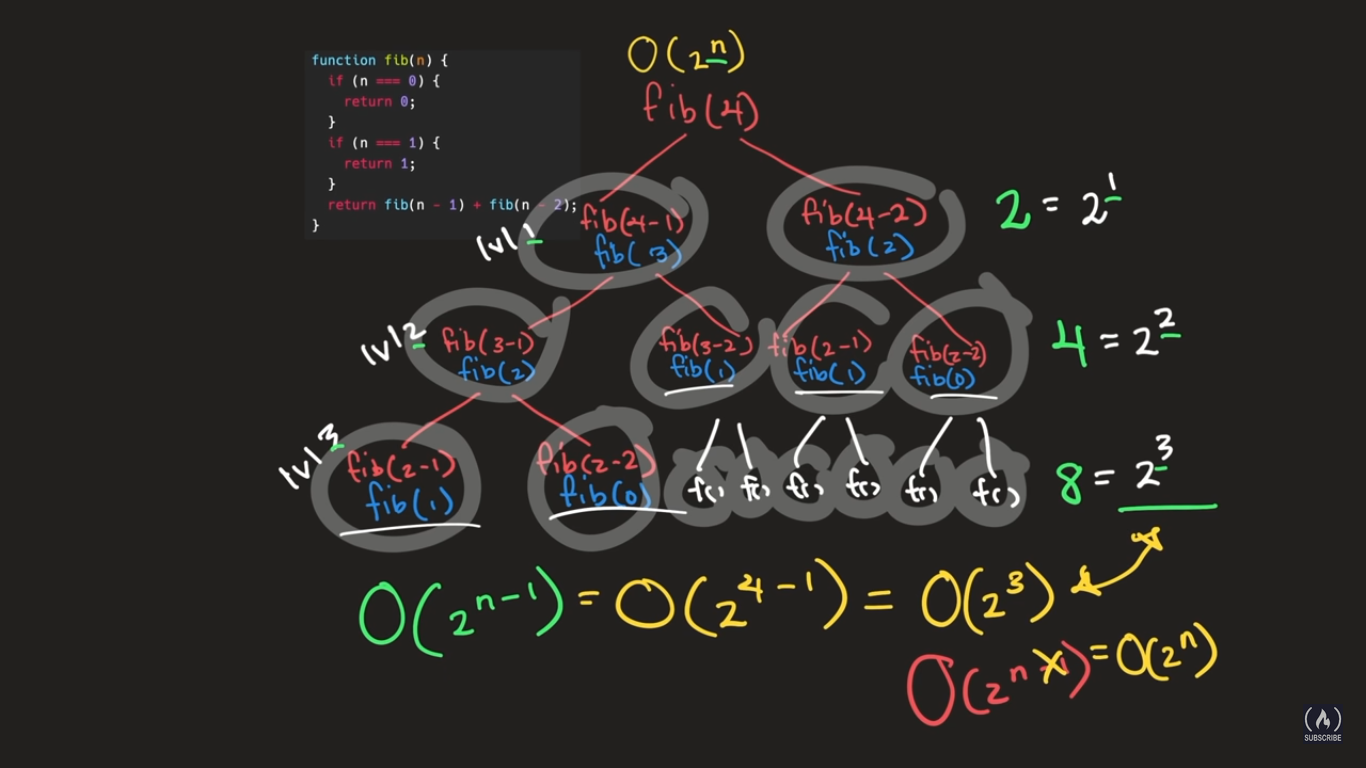 function fib(n) {
if (n === 0) {
return 0;
}
if (n === 1) {
return 1;
}
return fib(n - 1) + fib(n - 2);
}
O(2^n)
fib(4)
lvl 1
fib(4-1)
fib(3)
fib(4-2)
fib(2)
2 = 2^1
lvl 2
fib(3-1)
fib(2)
fib(3-2)
fib(1)
fib(2-1)
fib(1)
fib(2-2)
fib(0)
4 = 2^2
lvl 3
fib(2-1)
fib(1)
fib(2-2)
fib(0)
f() f() f() f() f() f()
8 = 2^3
O(2^n-1) = O(2^4-1) = O(2^3)
O(2^n-1) = O(2^n)
SUBSCRIBE